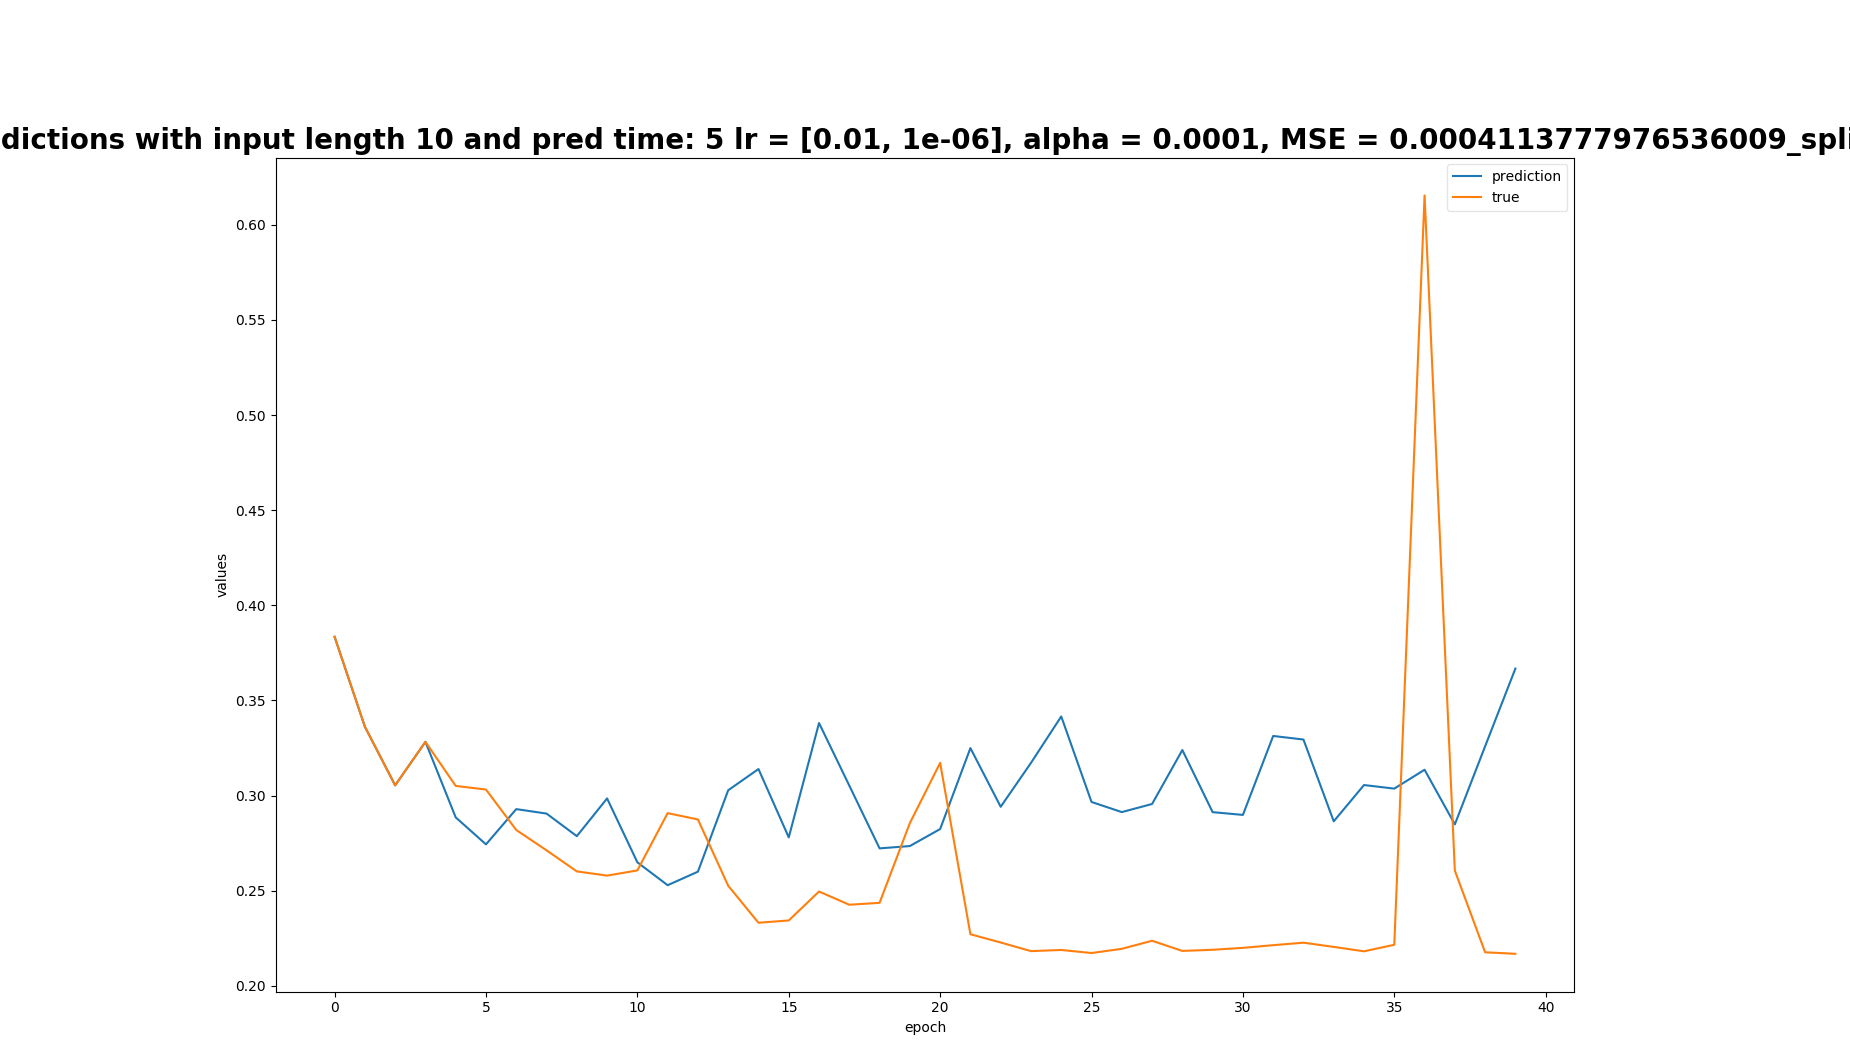 dictions with input length 10 and pred time: 5 lr = [0.01, 1e-06], alpha = 0.0001, MSE = 0.0004113777976536009_spli
prediction
true
0.60
0.55
0.50
0.45
0.40
0.35
0.30
0.25
0.20
values
0 5 10 15 20 25 30 35 40
epoch